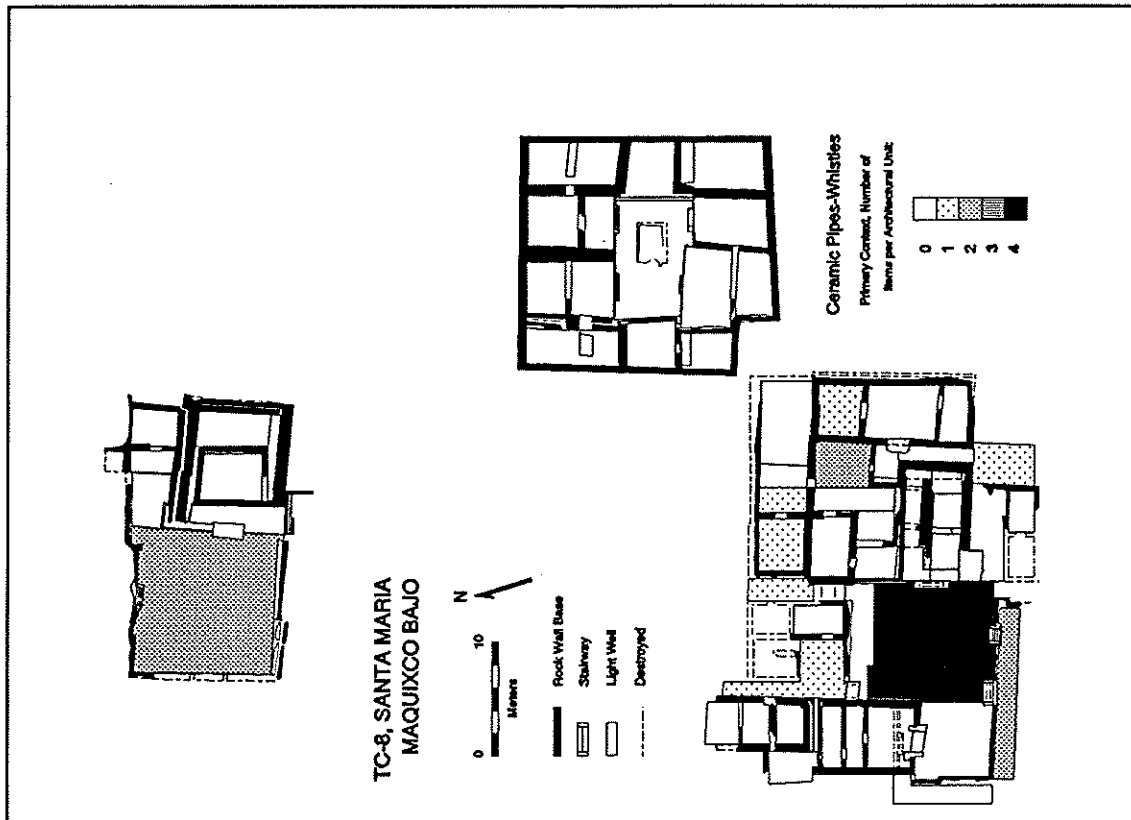 TC-8, SANTA MARIA
MAQUIXCO BAJO
N
0
10
Meters
Rock Wall Base
Stairway
Light Well
Destroyed
Ceramic Pipes-Whistles
Primary Context, Number of
Items per Architectural Unit:
0
1
2
3
4